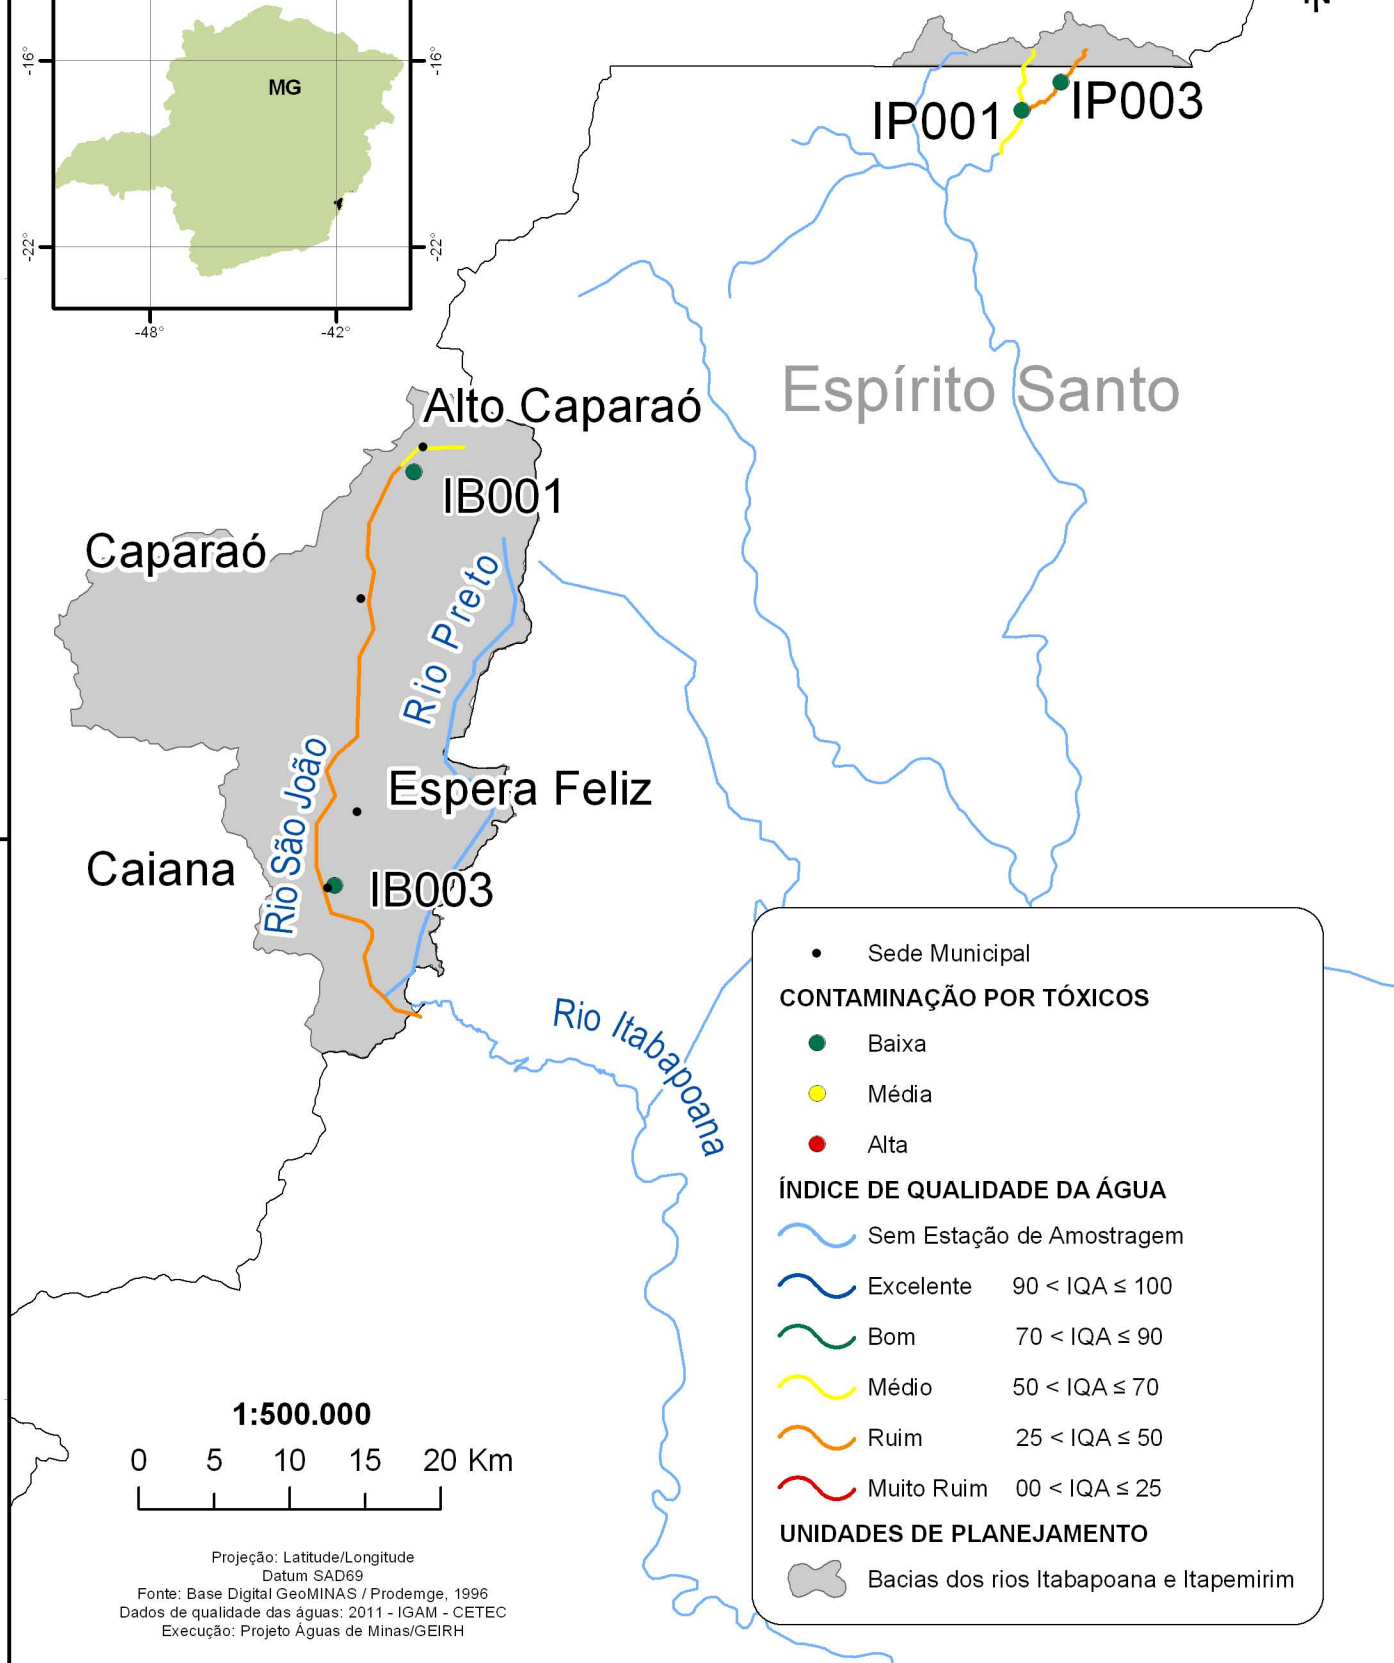 -16°
-16°
MG
-22°
-22°
-48°
-42°
N
IP001
IP003
Espírito Santo
Alto Caparaó
IB001
Caparaó
Rio Preto
Rio São João
Espera Feliz
Caiana
IB003
Rio Itabapoana
Sede Municipal
CONTAMINAÇÃO POR TÓXICOS
Baixa
Média
Alta
ÍNDICE DE QUALIDADE DA ÁGUA
Sem Estação de Amostragem
Excelente 90 < IQA ≤ 100
Bom 70 < IQA ≤ 90
Médio 50 < IQA ≤ 70
Ruim 25 < IQA ≤ 50
Muito Ruim 00 < IQA ≤ 25
UNIDADES DE PLANEJAMENTO
Bacias dos rios Itabapoana e Itapemirim
1:500.000
0 5 10 15 20 Km
Projeção: Latitude/Longitude
Datum SAD69
Fonte: Base Digital GeoMINAS / Prodemge, 1996
Dados de qualidade das águas: 2011 - IGAM - CETEC
Execução: Projeto Águas de Minas/GEIRH